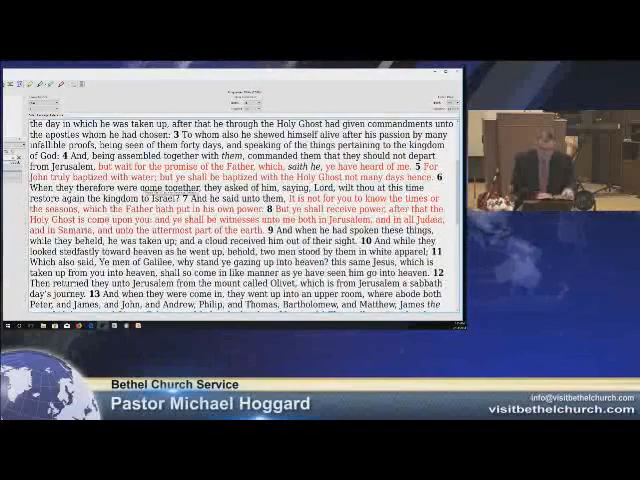 the day in which he was taken up, after that he through the Holy Ghost had given commandments unto
the apostles whom he had chosen: 3 To whom also he shewed himself alive after his passion by many
infallible proofs, being seen of them forty days, and speaking of the things pertaining to the kingdom
of God: 4 And, being assembled together with them, commanded them that they should not depart
from Jerusalem, but wait for the promise of the Father, which, saith he, ye have heard of me. 5 For
John truly baptized with water; but ye shall be baptized with the Holy Ghost not many days hence. 6
When they therefore were come together, they asked of him, saying, Lord, wilt thou at this time
restore again the kingdom to Israel? 7 And he said unto them, It is not for you to know the times or
the seasons, which the Father hath put in his own power. 8 But ye shall receive power, after that the
Holy Ghost is come upon you: and ye shall be witnesses unto me both in Jerusalem, and in all Judaea,
and in Samaria, and unto the uttermost part of the earth. 9 And when he had spoken these things,
while they beheld, he was taken up; and a cloud received him out of their sight. 10 And while they
looked stedfastly toward heaven as he went up, behold, two men stood by them in white apparel; 11
Which also said, Ye men of Galilee, why stand ye gazing up into heaven? this same Jesus, which is
taken up from you into heaven, shall so come in like manner as ye have seen him go into heaven. 12
Then returned they unto Jerusalem from the mount called Olivet, which is from Jerusalem a sabbath
day's journey. 13 And when they were come in, they went up into an upper room, where abode both
Peter, and James, and John, and Andrew, Philip, and Thomas, Bartholomew, and Matthew, James the
Bethel Church Service
Pastor Michael Hoggard
info@visitbethelchurch.com
visitbethelchurch.com